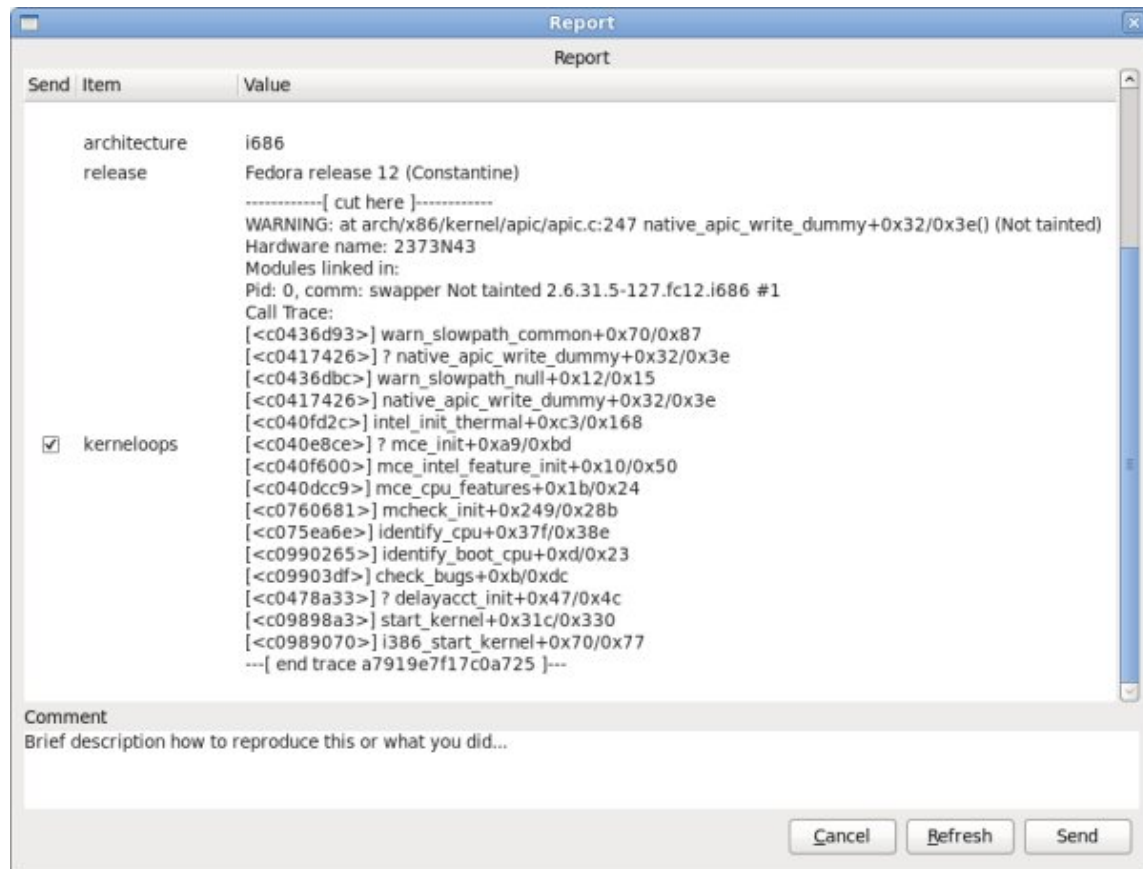 Report
Report
Send Item Value
architecture i686
release Fedora release 12 (Constantine)
------------[ cut here ]------------
WARNING: at arch/x86/kernel/apic/apic.c:247 native_apic_write_dummy+0x32/0x3e() (Not tainted)
Hardware name: 2373N43
Modules linked in:
Pid: 0, comm: swapper Not tainted 2.6.31.5-127.fc12.i686 #1
Call Trace:
[<c0436d93>] warn_slowpath_common+0x70/0x87
[<c0417426>] ? native_apic_write_dummy+0x32/0x3e
[<c0436dbc>] warn_slowpath_null+0x12/0x15
[<c0417426>] native_apic_write_dummy+0x32/0x3e
[<c040fd2c>] intel_init_thermal+0xc3/0x168
kerneloops [<c040e8ce>] ? mce_init+0xa9/0xbd
[<c040f600>] mce_intel_feature_init+0x10/0x50
[<c040dcc9>] mce_cpu_features+0x1b/0x24
[<c0760681>] mcheck_init+0x249/0x28b
[<c075ea6e>] identify_cpu+0x37f/0x38e
[<c0990265>] identify_boot_cpu+0xd/0x23
[<c09903df>] check_bugs+0xb/0xdc
[<c0478a33>] ? delayacct_init+0x47/0x4c
[<c09898a3>] start_kernel+0x31c/0x330
[<c0989070>] i386_start_kernel+0x70/0x77
---[ end trace a7919e7f17c0a725 ]---
Comment
Brief description how to reproduce this or what you did...
Cancel Refresh Send